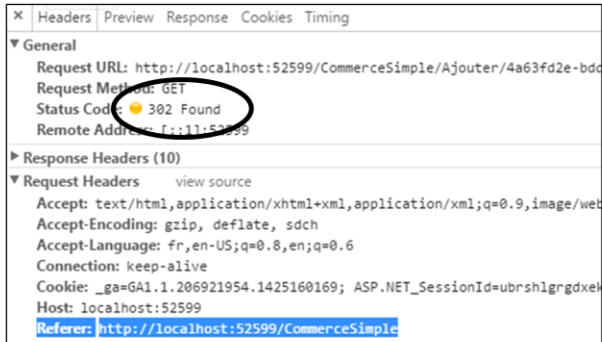 × Headers Preview Response Cookies Timing
▼ General
Request URL: http://localhost:52599/CommerceSimple/Ajouter/4a63fd2e-bdd
Request Method: GET
Status Code: 302 Found
Remote Address: [::1]:52599
▶ Response Headers (10)
▼ Request Headers view source
Accept: text/html,application/xhtml+xml,application/xml;q=0.9,image/web
Accept-Encoding: gzip, deflate, sdch
Accept-Language: fr,en-US;q=0.8,en;q=0.6
Connection: keep-alive
Cookie: _ga=GA1.1.206921954.1425160169; ASP.NET_SessionId=ubrshlgrgdxek
Host: localhost:52599
Referer: http://localhost:52599/CommerceSimple